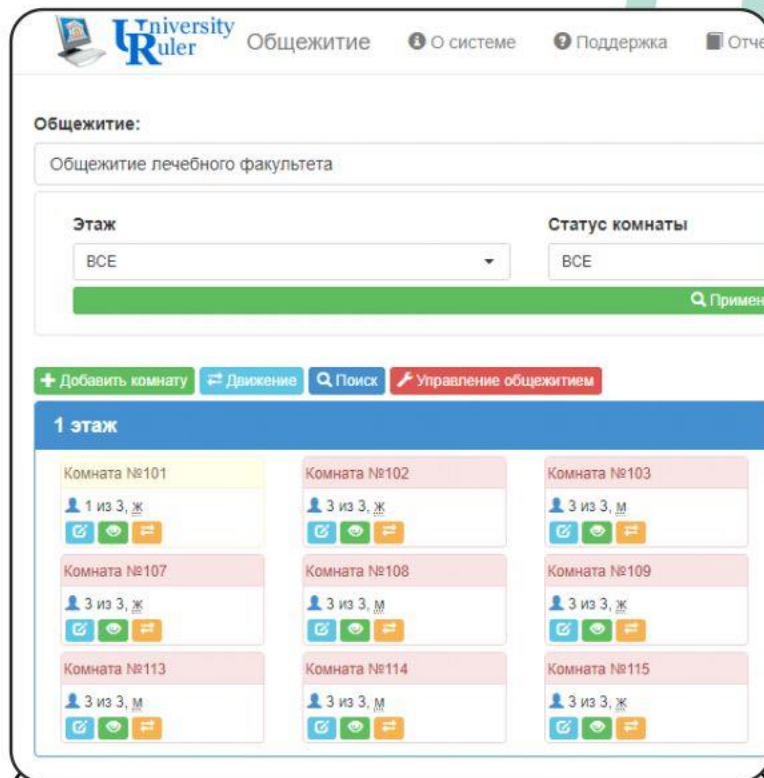 University Ruler Общежитие О системе Поддержка Отче
Общежитие:
Общежитие лечебного факультета
Этаж Статус комнаты
ВСЕ ВСЕ
Примен
Добавить комнату Движение Поиск Управление общежитием
1 этаж
Комната №101 Комната №102 Комната №103
1 из 3, ж 3 из 3, ж 3 из 3, м
Комната №107 Комната №108 Комната №109
3 из 3, ж 3 из 3, м 3 из 3, ж
Комната №113 Комната №114 Комната №115
3 из 3, м 3 из 3, м 3 из 3, ж